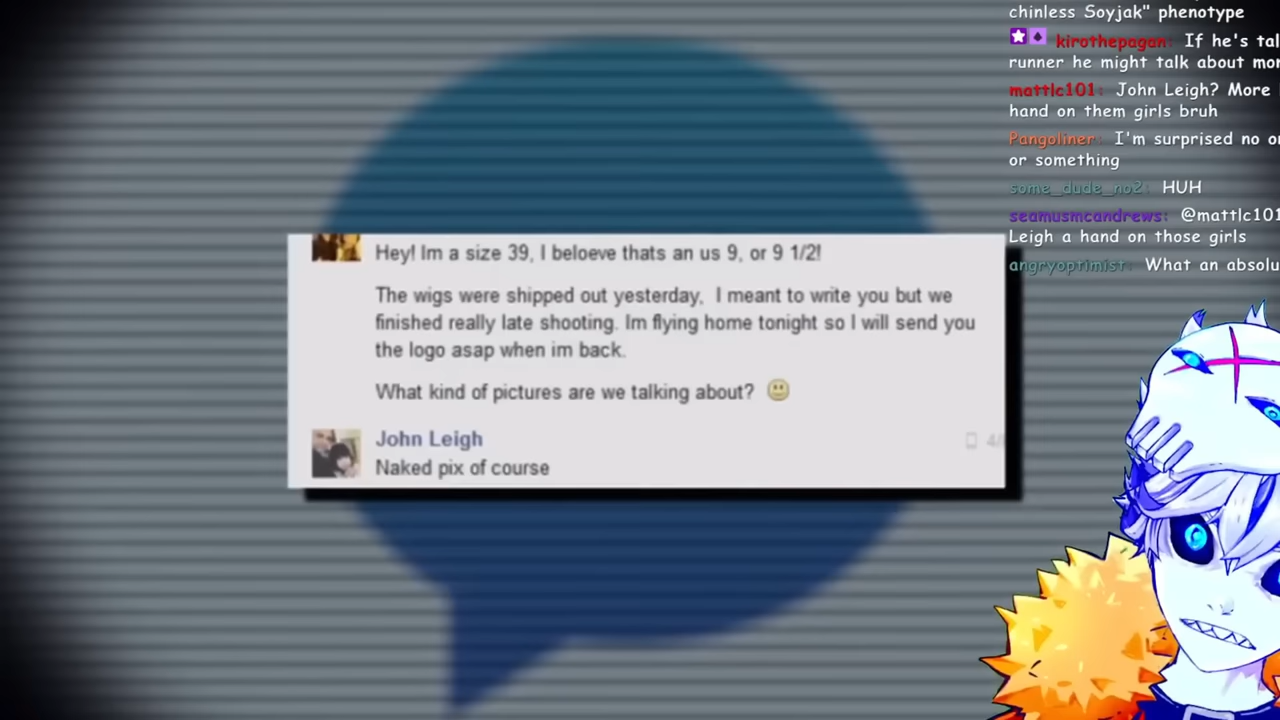 Hey! Im a size 39, I beloeve thats an us 9, or 9 1/2!
The wigs were shipped out yesterday, I meant to write you but we
finished really late shooting. Im flying home tonight so I will send you
the logo asap when im back.
What kind of pictures are we talking about?
John Leigh
Naked pix of course
chinless Soyjak" phenotype
kirothepagan: If he's
runner he might talk about
mattlc101: John Leigh? More
hand on them girls bruh
Pangoliner: I'm surprised no
or something
some_dude_no2: HUH
seamusmcandrews: @mattlc101
Leigh a hand on those girls
angryoptimist: What an